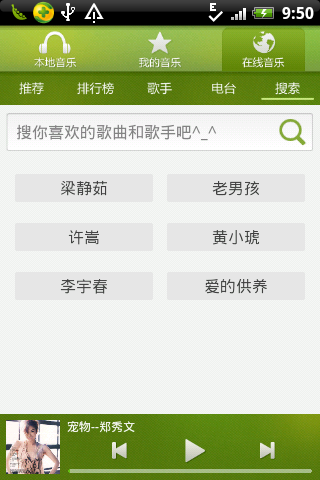 9:50
本地音乐 我的音乐 在线音乐
推荐 排行榜 歌手 电台 搜索
搜你喜欢的歌曲和歌手吧^_^
梁静茹 老男孩
许嵩 黄小琥
李宇春 爱的供养
宠物--郑秀文